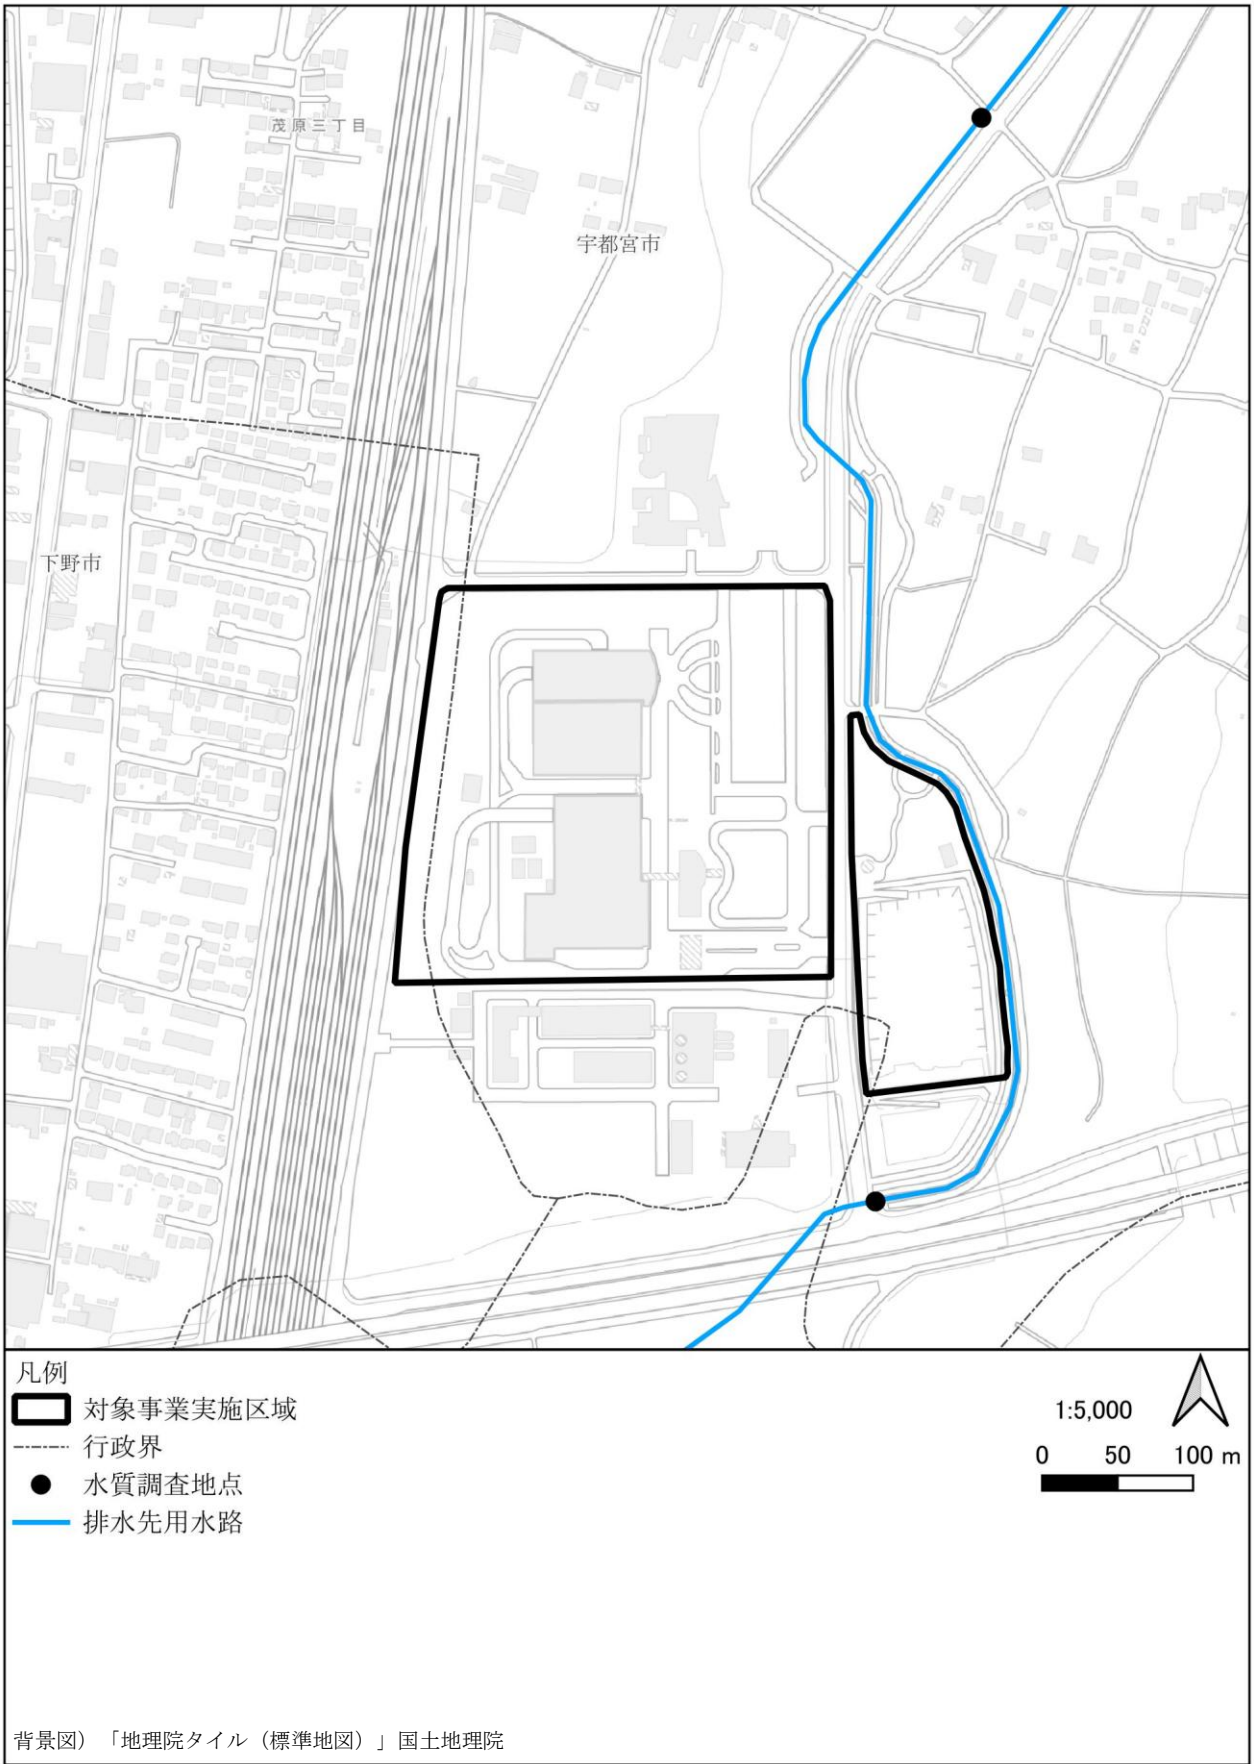 茂原三丁目
宇都宮市
下野市
凡例
対象事業実施区域
行政界
水質調査地点
排水先用水路
1:5,000
0 50 100 m
背景図）「地理院タイル（標準地図）」国土地理院